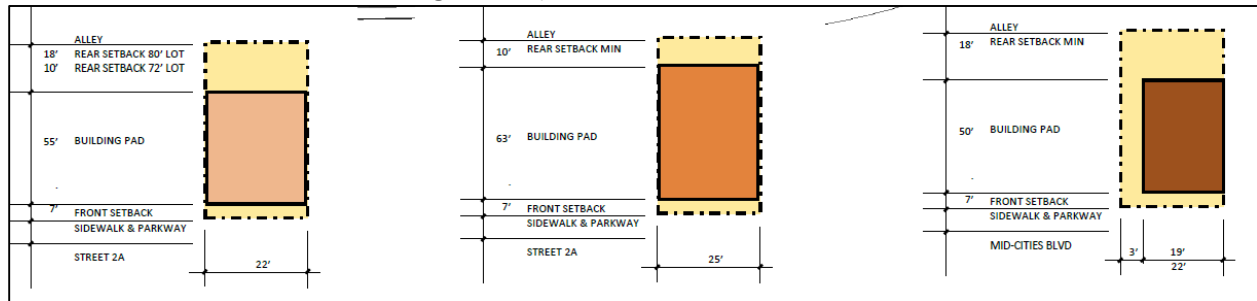 ALLEY
18' REAR SETBACK 80' LOT
10' REAR SETBACK 72' LOT
55' BUILDING PAD
7' FRONT SETBACK
SIDEWALK & PARKWAY
STREET 2A
22'
ALLEY
10' REAR SETBACK MIN
63' BUILDING PAD
7' FRONT SETBACK
SIDEWALK & PARKWAY
STREET 2A
25'
ALLEY
18' REAR SETBACK MIN
50' BUILDING PAD
7' FRONT SETBACK
SIDEWALK & PARKWAY
MID-CITIES BLVD
3' 19'
22'